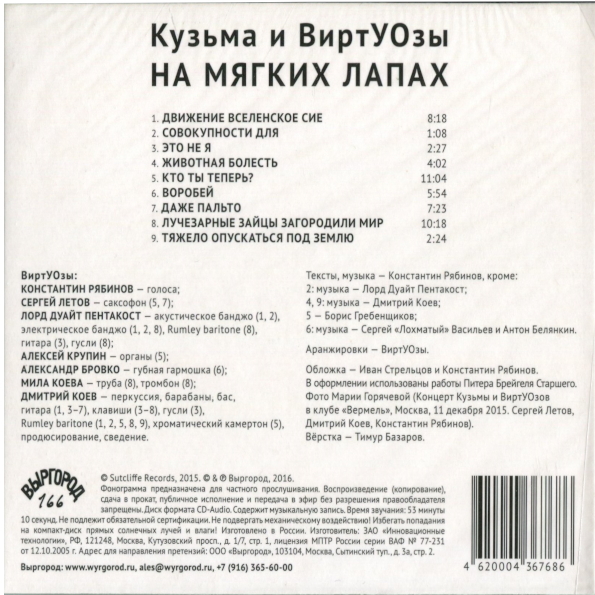 Кузьма и ВиртУОзы
НА МЯГКИХ ЛАПАХ
1. ДВИЖЕНИЕ ВСЕЛЕНСКОЕ СИЕ 8:18
2. СОВОКУПНОСТИ ДЛЯ 1:08
3. ЭТО НЕ Я 2:27
4. ЖИВОТНАЯ БОЛЕСТЬ 4:02
5. КТО ТЫ ТЕПЕРЬ? 11:04
6. ВОРОБЕЙ 5:54
7. ДАЖЕ ПАЛЬТО 7:23
8. ЛУЧЕЗАРНЫЕ ЗАЙЦЫ ЗАГОРОДИЛИ МИР 10:18
9. ТЯЖЕЛО ОПУСКАТЬСЯ ПОД ЗЕМЛЮ 2:24
ВиртУОзы:
КОНСТАНТИН РЯБИНОВ — голоса;
СЕРГЕЙ ЛЕТОВ — саксофон (5, 7);
ЛОРД ДУАЙТ ПЕНТАКОСТ — акустическое банджо (1, 2),
электрическое банджо (1, 2, 8), Rumley baritone (8),
гитара (3), гусли (8);
АЛЕКСЕЙ КРУПИН — органы (5);
АЛЕКСАНДР БРОВКО — губная гармошка (6);
МИЛА КОЕВА — труба (8), тромбон (8);
ДМИТРИЙ КОЕВ — перкуссия, барабаны, бас,
гитара (1, 3–7), клавиши (3–8), гусли (3),
Rumley baritone (1, 2, 5, 8, 9), хроматический камертон (5),
продюсирование, сведение.
Тексты, музыка — Константин Рябинов, кроме:
2: музыка — Лорд Дуайт Пентакост;
4, 9: музыка — Дмитрий Коев;
5 — Борис Гребенщиков;
6: музыка — Сергей «Лохматый» Васильев и Антон Белянкин.
Аранжировки — ВиртУОзы.
Обложка — Иван Стрельцов и Константин Рябинов.
В оформлении использованы работы Питера Брейгеля Старшего.
Фото Марии Горячевой (Концерт Кузьмы и ВиртУОзов
в клубе «Вермель», Москва, 11 декабря 2015. Сергей Летов,
Дмитрий Коев, Константин Рябинов).
Вёрстка — Тимур Базаров.
ВЫРГОРОД
166
© Sutcliffe Records, 2015. © & ℗ Выргород, 2016.
Фонограмма предназначена для частного прослушивания. Воспроизведение (копирование),
сдача в прокат, публичное исполнение и передача в эфир без разрешения правообладателя
запрещены. Диск формата CD-Audio. Содержит музыкальную запись. Время звучания: 53 минуты
10 секунд. Не подлежит обязательной сертификации. Не подвергать механическому воздействию! Избегать попадания
на компакт-диск прямых солнечных лучей и влаги! Изготовлено в России. Изготовитель: ЗАО «Инновационные
технологии», РФ, 121248, Москва, Кутузовский просп., д. 1/7, стр. 1, лицензия МПТР России серии ВАФ № 77-231
от 12.10.2005 г. Адрес для направления претензий: ООО «Выргород», 103104, Москва, Сытинский туп., д. 3а, стр. 2.
Выргород: www.wyrgorod.ru, ales@wyrgorod.ru, +7 (916) 365-60-00
4 620004 367686